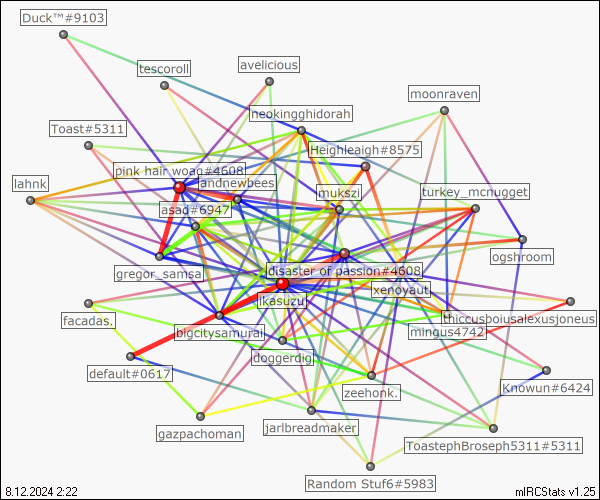 Duck™#9103
avelicious
tescoroll
moonraven
neokingghidorah
Toast#5311
Heighleaigh#8575
pink hair woag#4608
lahnk
andnewbees
mukszi
turkey_mcnugget
asad#6947
ogshroom
gregor_samsa
disaster of passion#4608
xenoyautj
lkasuzu
facadas.
thiccusboiusalexusjoneus
bigcitysamurai
mingus4742
doggerdig
default#0617
zeehonk.
Knowun#6424
gazpachoman
jarlbreadmaker
ToastephBroseph5311#5311
Random Stuf6#5983
8.12.2024 2:22
mIRCStats v1.25